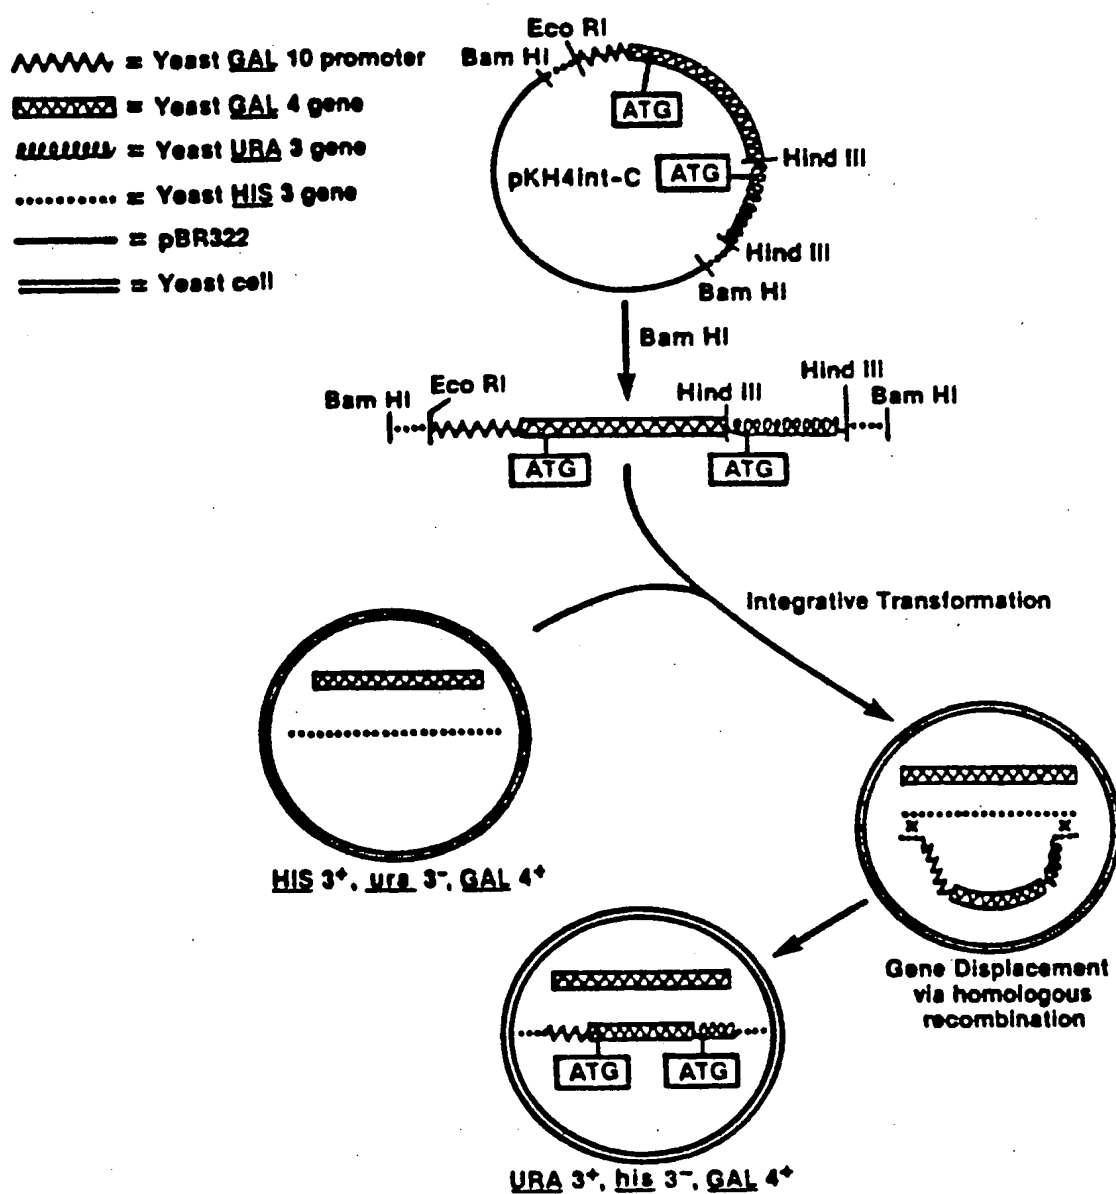 = Yeast GAL 10 promoter
= Yeast GAL 4 gene
= Yeast URA 3 gene
= Yeast HIS 3 gene
= pBR322
= Yeast cell
Eco RI
Bam HI
ATG
pKH4int-C
ATG
Hind III
Hind III
Bam HI
Bam HI
Bam HI
Eco RI
Hind III
Hind III
Bam HI
ATG
ATG
Integrative Transformation
HIS 3+, ura 3-, GAL 4+
x
x
Gene Displacement
via homologous
recombination
ATG
ATG
URA 3+, his 3-, GAL 4+